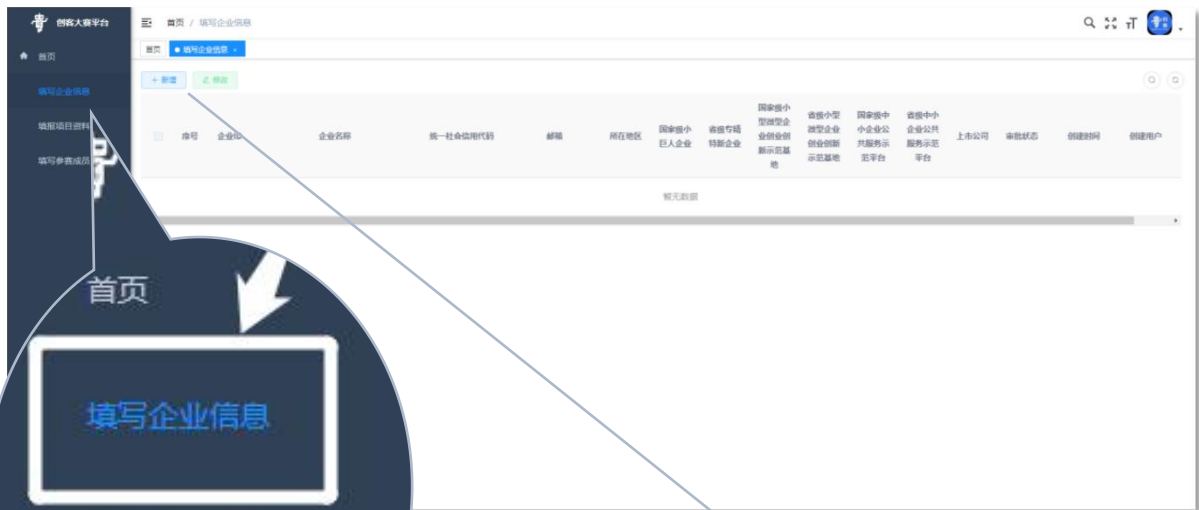 创客大赛平台
首页 / 填写企业信息
首页
填写企业信息
首页
填写企业信息
填报项目资料
填写参赛成员
+ 新增
修改
序号
企业名称
统一社会信用代码
邮箱
所在地区
国家级小巨人企业
省级专精特新企业
国家级小型微型企业创业创新示范基地
省级小型微型企业创业创新示范基地
国家级中小企业公共服务示范平台
省级中小企业公共服务示范平台
上市公司
审批状态
创建时间
创建用户
暂无数据
首页
填写企业信息